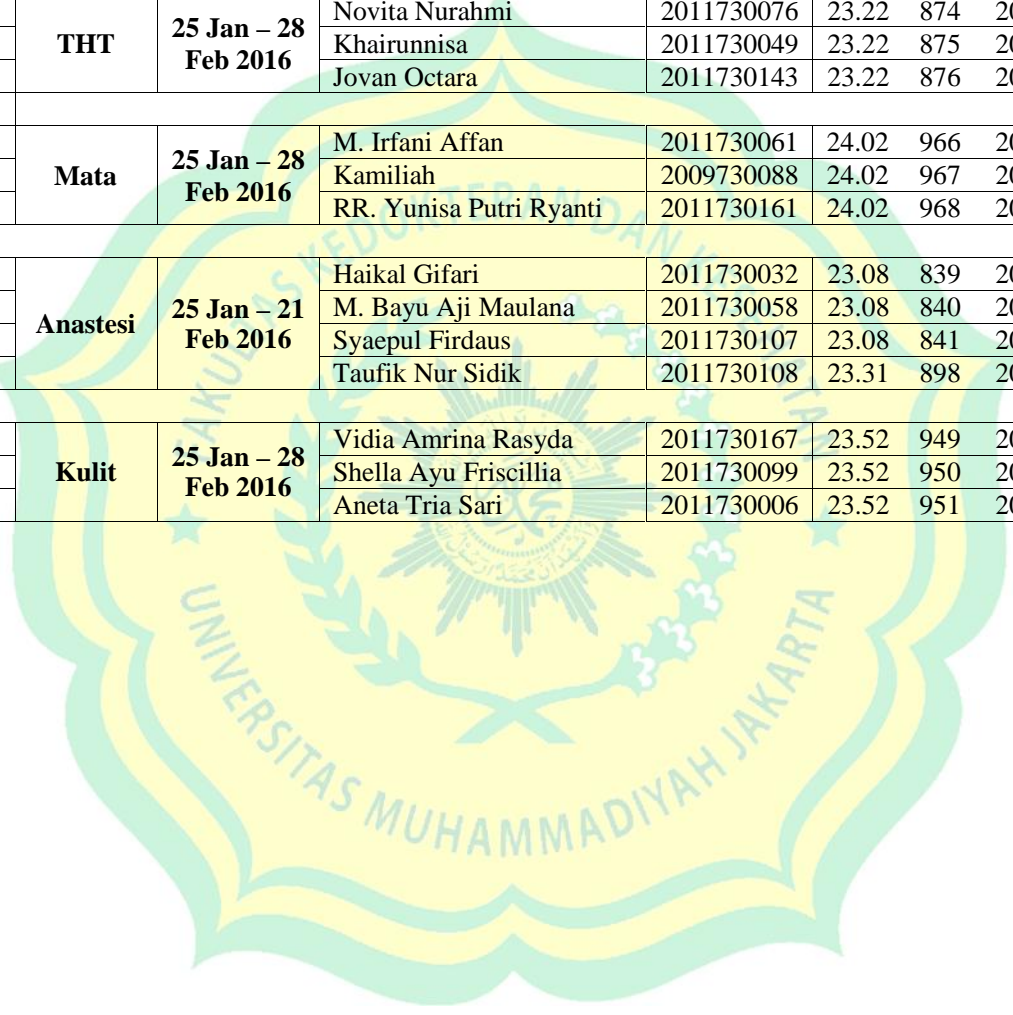 THT 25 Jan – 28 Feb 2016
Novita Nurahmi 2011730076 23.22 874
Khairunnisa 2011730049 23.22 875
Jovan Octara 2011730143 23.22 876
Mata 25 Jan – 28 Feb 2016
M. Irfani Affan 2011730061 24.02 966
Kamiliah 2009730088 24.02 967
RR. Yunisa Putri Ryanti 2011730161 24.02 968
Anastesi 25 Jan – 21 Feb 2016
Haikal Gifari 2011730032 23.08 839
M. Bayu Aji Maulana 2011730058 23.08 840
Syaepul Firdaus 2011730107 23.08 841
Taufik Nur Sidik 2011730108 23.31 898
Kulit 25 Jan – 28 Feb 2016
Vidia Amrina Rasyda 2011730167 23.52 949
Shella Ayu Friscillia 2011730099 23.52 950
Aneta Tria Sari 2011730006 23.52 951
FAKULTAS KEDOKTERAN DAN KESEHATAN
UNIVERSITAS MUHAMMADIYAH JAKARTA